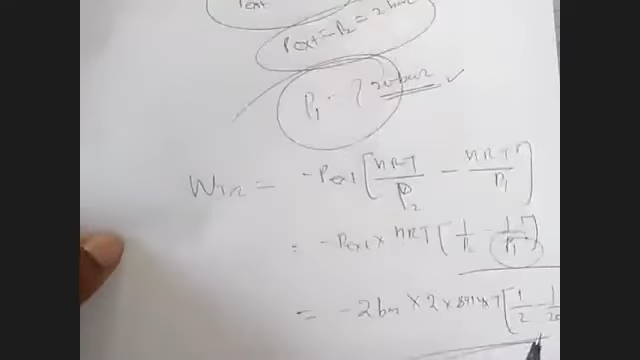 Pext
Pext = P2 = 2 bar
P1 = ? 20 bar ✓
Wirr = -Pext [ nRT/P2 - nRT/P1 ]
= -Pext × nRT [ 1/P2 - 1/P1 ]
= -2 bar × 2 × 8.314 × T [ 1/2 - 1/20